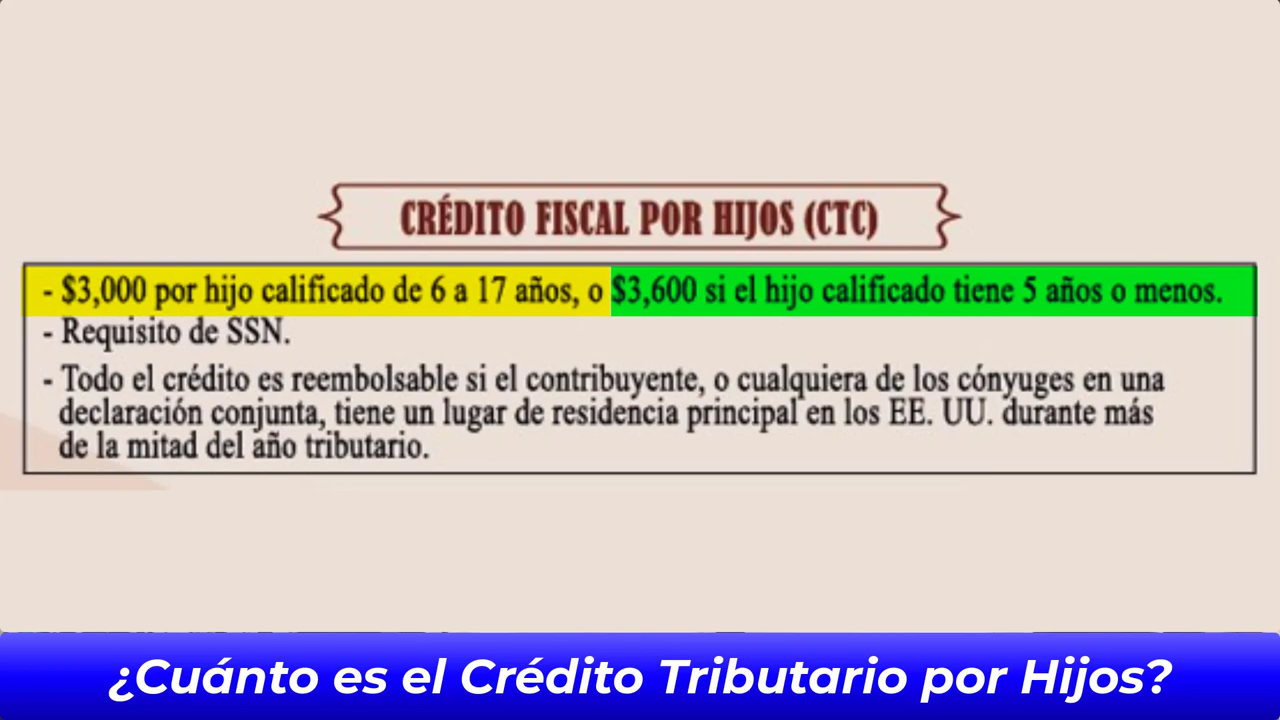 CRÉDITO FISCAL POR HIJOS (CTC)
- $3,000 por hijo calificado de 6 a 17 años, o $3,600 si el hijo calificado tiene 5 años o menos.
- Requisito de SSN.
- Todo el crédito es reembolsable si el contribuyente, o cualquiera de los cónyuges en una
declaración conjunta, tiene un lugar de residencia principal en los EE. UU. durante más
de la mitad del año tributario.
¿Cuánto es el Crédito Tributario por Hijos?